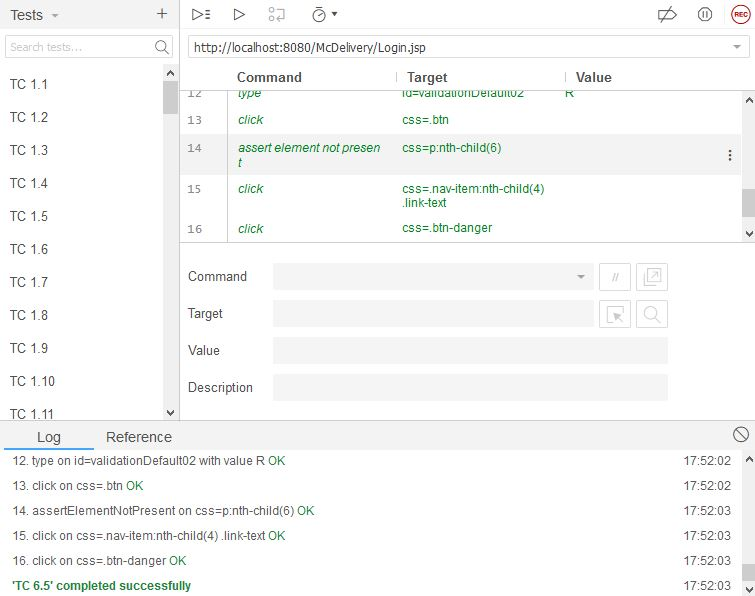 Tests
+
REC
Search tests...
http://localhost:8080/McDelivery/Login.jsp
TC 1.1
TC 1.2
TC 1.3
TC 1.4
TC 1.5
TC 1.6
TC 1.7
TC 1.8
TC 1.9
TC 1.10
TC 1.11
Command Target Value
12 type id=validationDefault02 R
13 click css=.btn
14 assert element not presen
t css=p:nth-child(6)
15 click css=.nav-item:nth-child(4)
.link-text
16 click css=.btn-danger
Command
//
Target
Value
Description
Log Reference
12. type on id=validationDefault02 with value R OK 17:52:02
13. click on css=.btn OK 17:52:02
14. assertElementNotPresent on css=p:nth-child(6) OK 17:52:03
15. click on css=.nav-item:nth-child(4) .link-text OK 17:52:03
16. click on css=.btn-danger OK 17:52:03
'TC 6.5' completed successfully 17:52:03